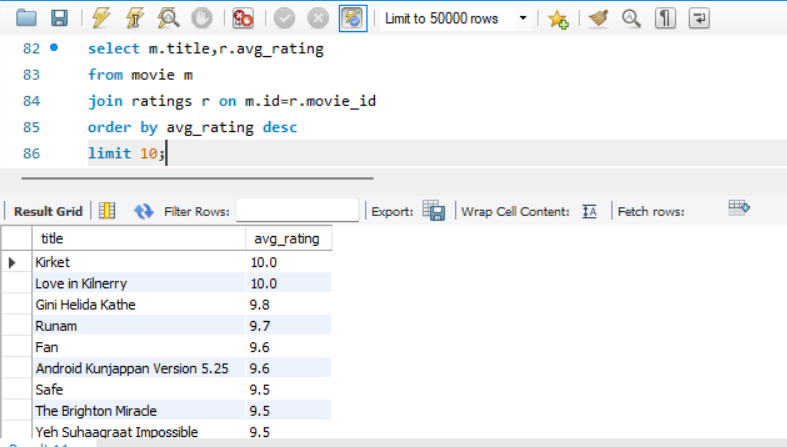 Limit to 50000 rows
82 select m.title,r.avg_rating
83 from movie m
84 join ratings r on m.id=r.movie_id
85 order by avg_rating desc
86 limit 10;
Result Grid Filter Rows: Export: Wrap Cell Content: IA Fetch rows:
title avg_rating
Kirket 10.0
Love in Kilnerry 10.0
Gini Helida Kathe 9.8
Runam 9.7
Fan 9.6
Android Kunjappan Version 5.25 9.6
Safe 9.5
The Brighton Miracle 9.5
Yeh Suhaagraat Impossible 9.5